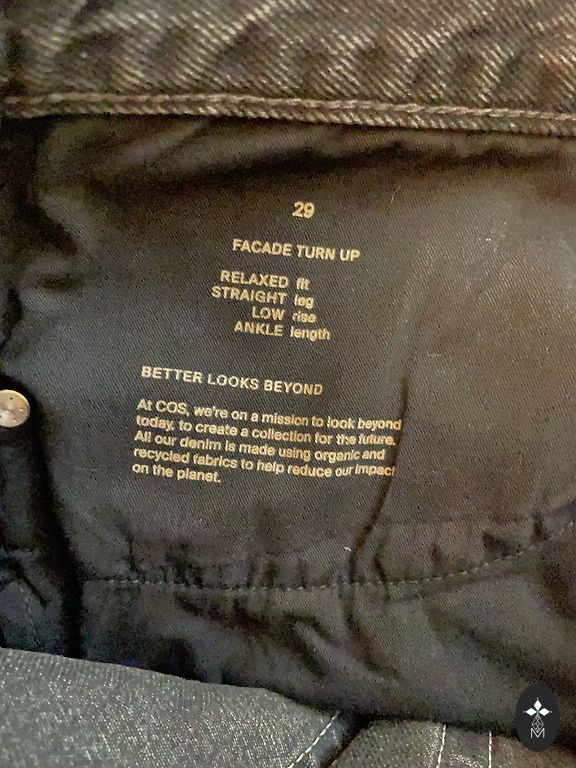 29
FACADE TURN UP
RELAXED fit
STRAIGHT leg
LOW rise
ANKLE length
BETTER LOOKS BEYOND
At COS, we're on a mission to look beyond
today, to create a collection for the future.
All our denim is made using organic and
recycled fabrics to help reduce our impact
on the planet.
M